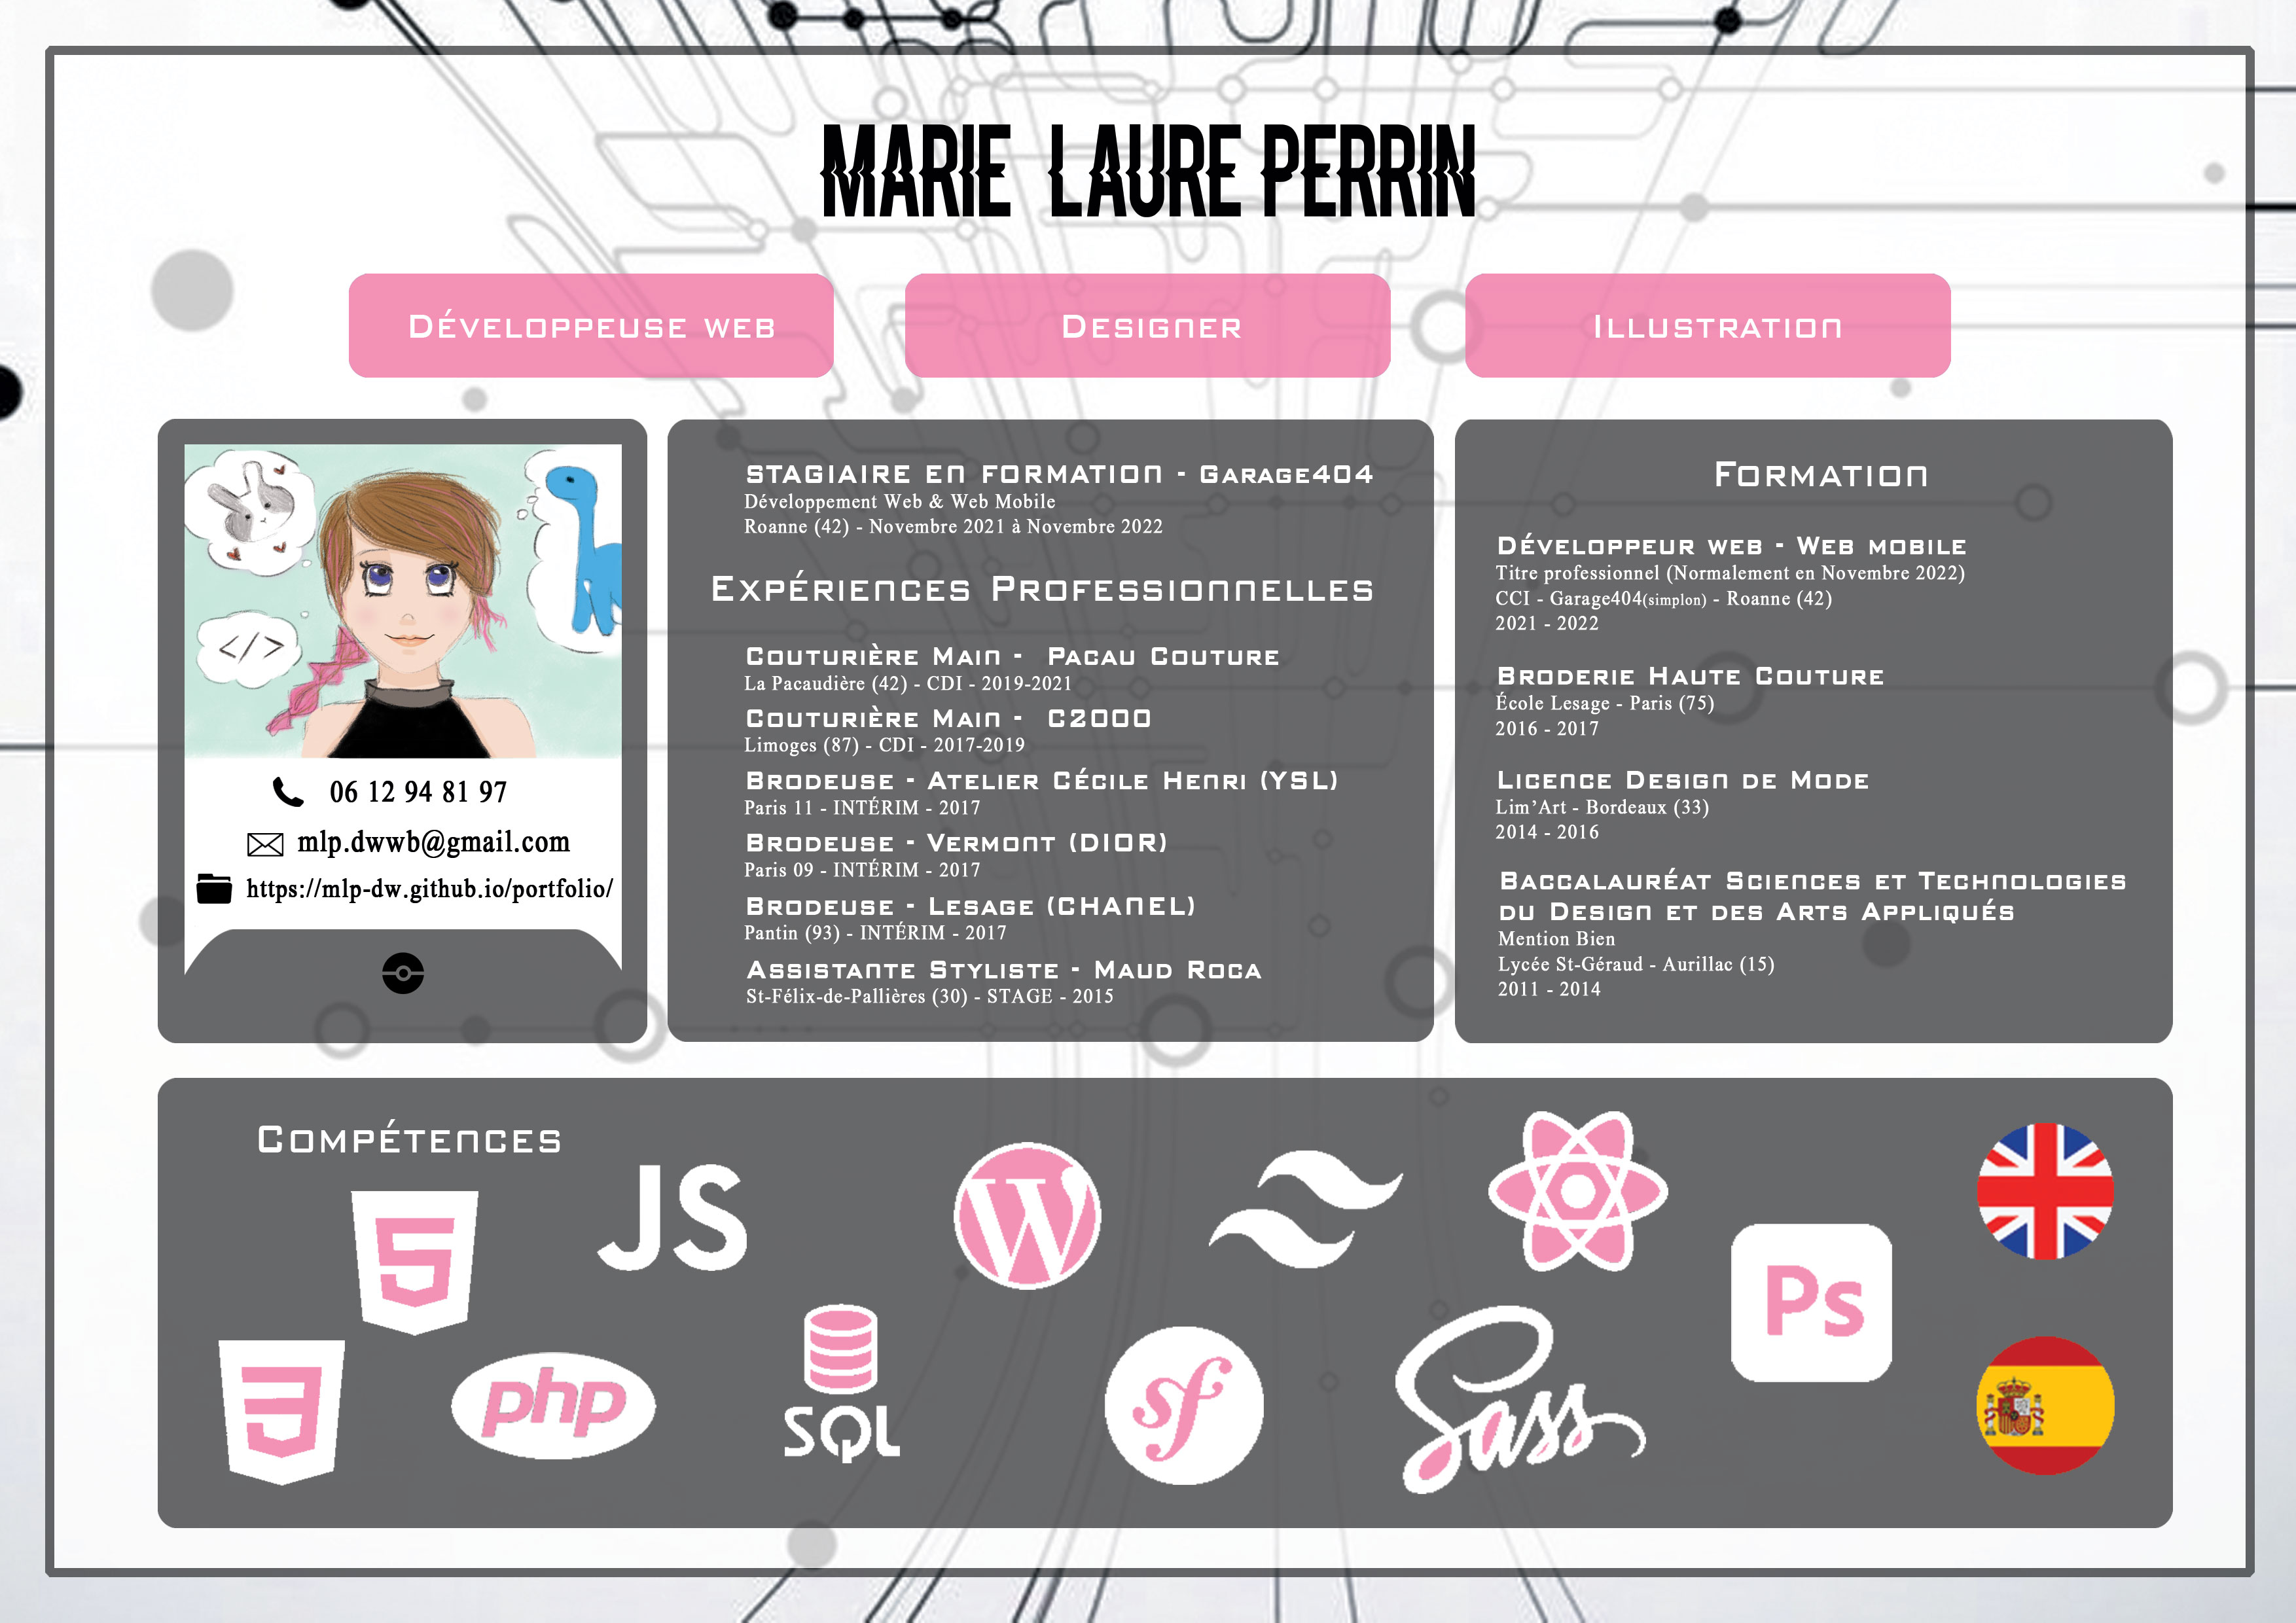 MARIE LAURE PERRIN
Développeuse web
Designer
Illustration
</>
06 12 94 81 97
mlp.dwwb@gmail.com
https://mlp-dw.github.io/portfolio/
STAGIAIRE EN FORMATION - Garage404
Développement Web & Web Mobile
Roanne (42) - Novembre 2021 à Novembre 2022
Expériences Professionnelles
Couturière Main - Pacau Couture
La Pacaudière (42) - CDI - 2019-2021
Couturière Main - C2000
Limoges (87) - CDI - 2017-2019
Brodeuse - Atelier Cécile Henri (YSL)
Paris 11 - INTÉRIM - 2017
Brodeuse - Vermont (DIOR)
Paris 09 - INTÉRIM - 2017
Brodeuse - Lesage (CHANEL)
Pantin (93) - INTÉRIM - 2017
Assistante Styliste - Maud Roca
St-Félix-de-Pallières (30) - STAGE - 2015
Formation
Développeur web - Web mobile
Titre professionnel (Normalement en Novembre 2022)
CCI - Garage404(simplon) - Roanne (42)
2021 - 2022
Broderie Haute Couture
École Lesage - Paris (75)
2016 - 2017
Licence Design de Mode
Lim'Art - Bordeaux (33)
2014 - 2016
Baccalauréat Sciences et Technologies
du Design et des Arts Appliqués
Mention Bien
Lycée St-Géraud - Aurillac (15)
2011 - 2014
Compétences
5
JS
W
Ps
3
php
SQL
sf
Sass